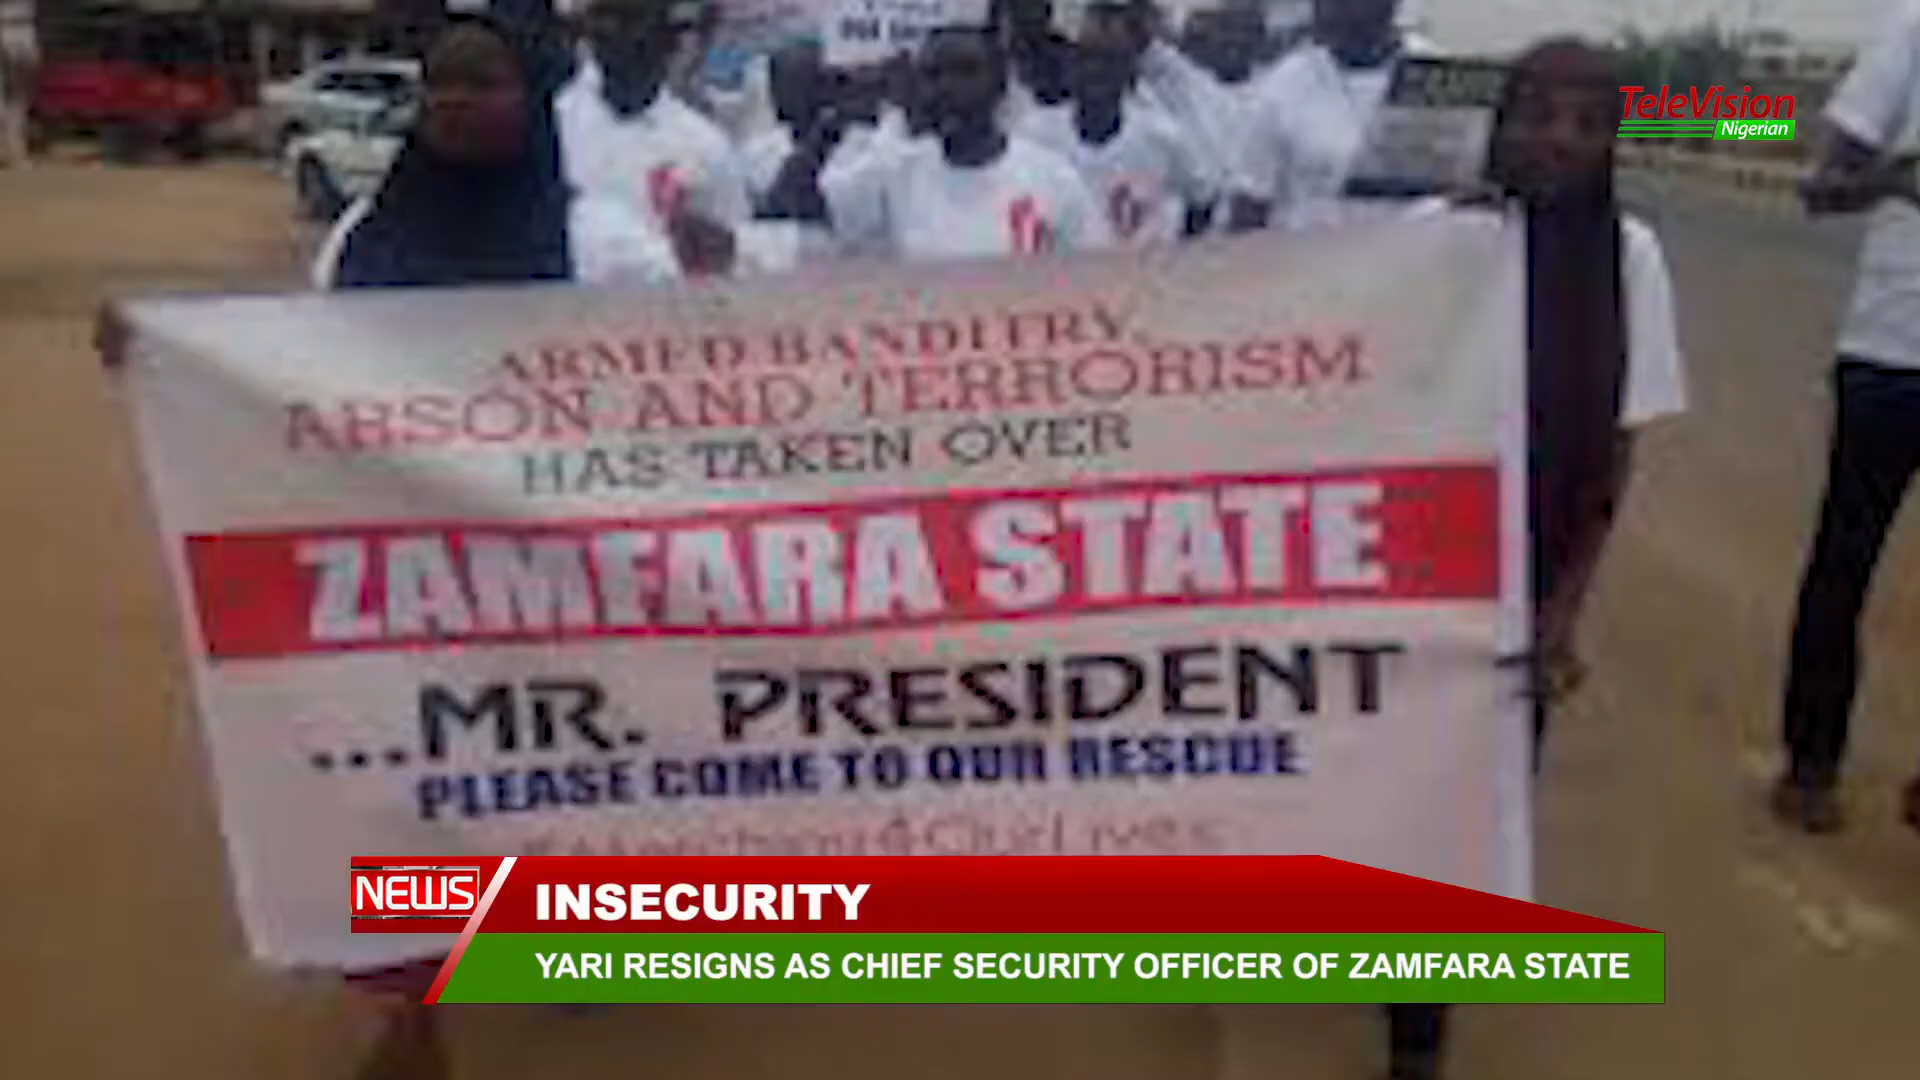 TeleVision
Nigerian
ARMED BANDITRY,
ARSON AND TERRORISM
HAS TAKEN OVER
ZAMFARA STATE
...MR. PRESIDENT
PLEASE COME TO OUR RESCUE
NEWS
INSECURITY
YARI RESIGNS AS CHIEF SECURITY OFFICER OF ZAMFARA STATE